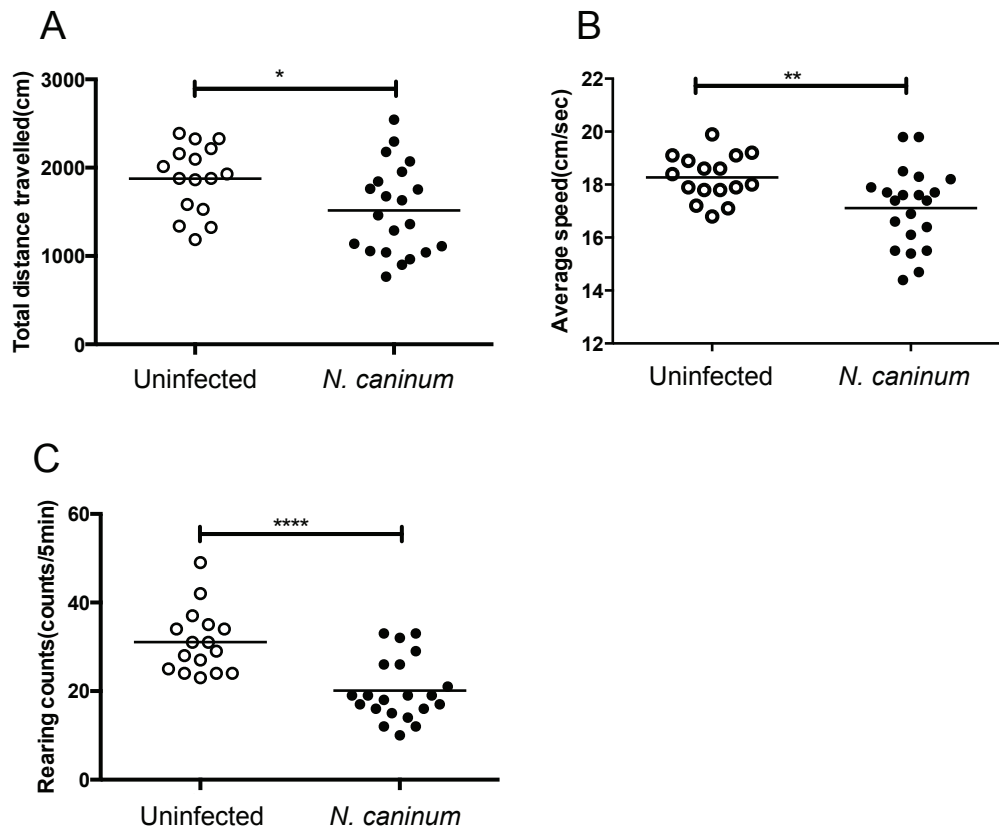 A
Total distance travelled(cm)
3000
2000
1000
0
*
Uninfected
N. caninum
B
Average speed(cm/sec)
22
20
18
16
14
12
**
Uninfected
N. caninum
C
Rearing counts(counts/5min)
60
40
20
0
****
Uninfected
N. caninum